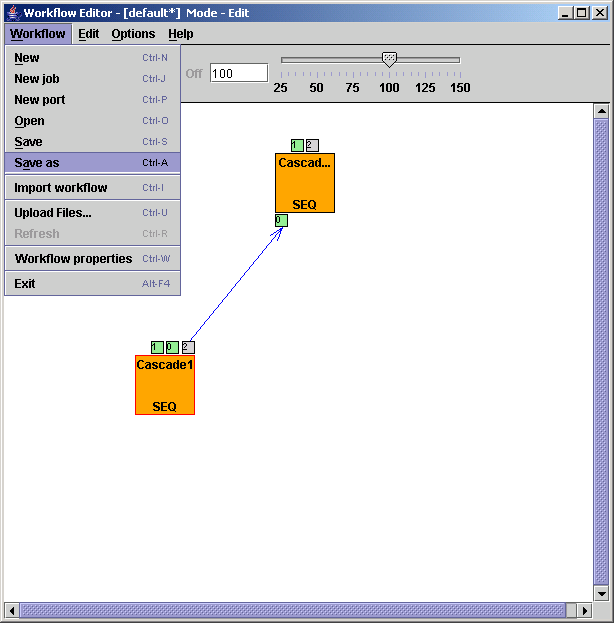 Workflow Editor - [default*] Mode - Edit
Workflow Edit Options Help
New Ctrl-N
New job Ctrl-J
New port Ctrl-P
Open Ctrl-O
Save Ctrl-S
Save as Ctrl-A
Import workflow Ctrl-I
Upload Files... Ctrl-U
Refresh Ctrl-R
Workflow properties Ctrl-W
Exit Alt-F4
Off 100
25 50 75 100 125 150
1 2
Cascad...
SEQ
0
1 0 2
Cascade1
SEQ